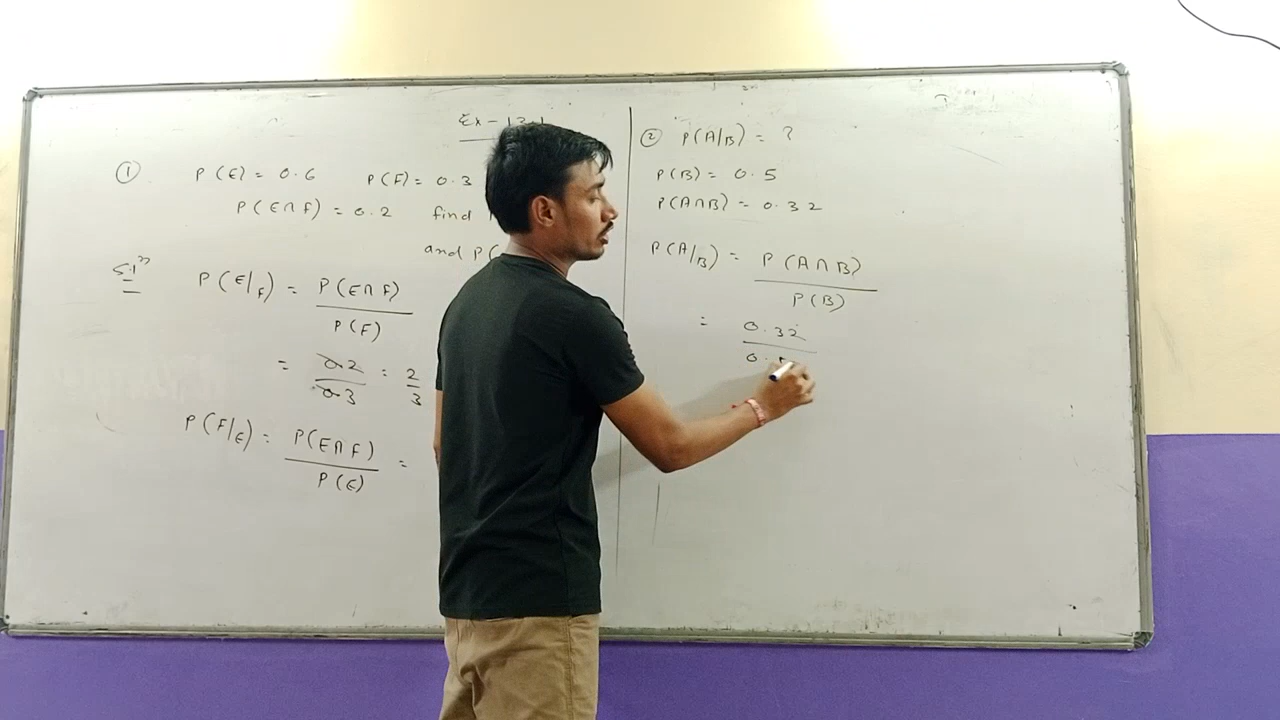 Ex - 13.1
① P(E) = 0.6 P(F) = 0.3
P(E∩F) = 0.2 find
and P(
Solⁿ P(E/F) = P(E∩F) / P(F)
= 0.2 / 0.3 = 2/3
P(F/E) = P(E∩F) / P(E) =
② P(A/B) = ?
P(B) = 0.5
P(A∩B) = 0.32
P(A/B) = P(A∩B) / P(B)
= 0.32 / 0.